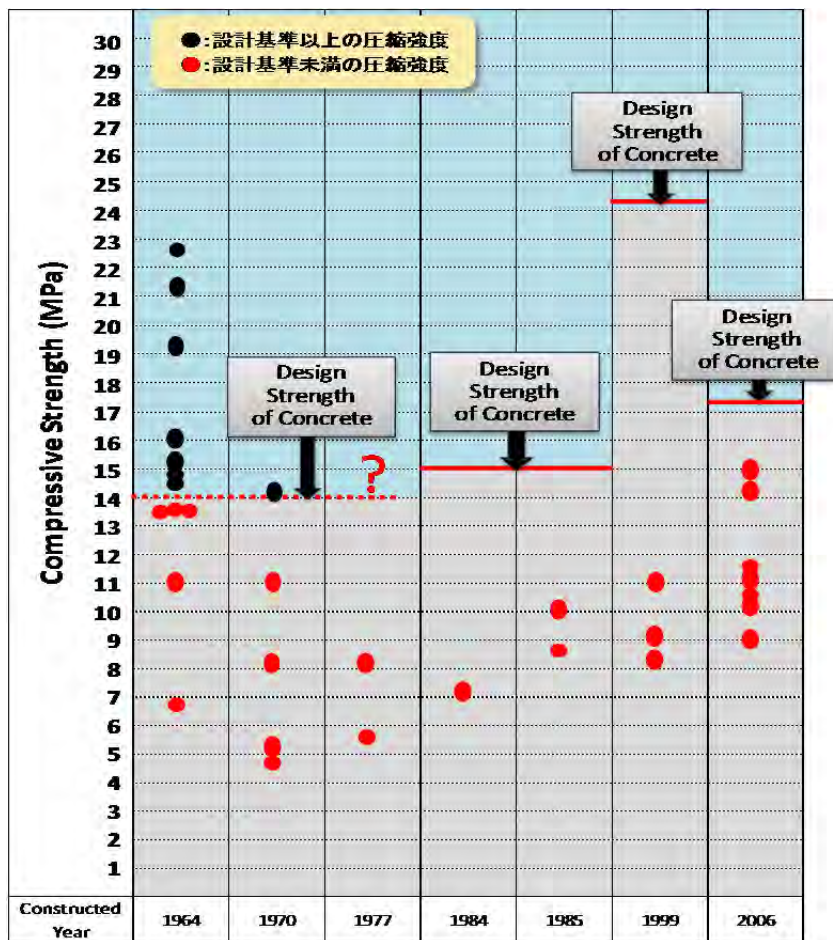 ●:設計基準以上の圧縮強度
●:設計基準未満の圧縮強度
Compressive Strength (MPa)
30
29
28
27
26
25
24
23
22
21
20
19
18
17
16
15
14
13
12
11
10
9
8
7
6
5
4
3
2
1
Design
Strength
of Concrete
Design
Strength
of Concrete
Design
Strength
of Concrete
Design
Strength
of Concrete
?
Constructed
Year
1964
1970
1977
1984
1985
1999
2006